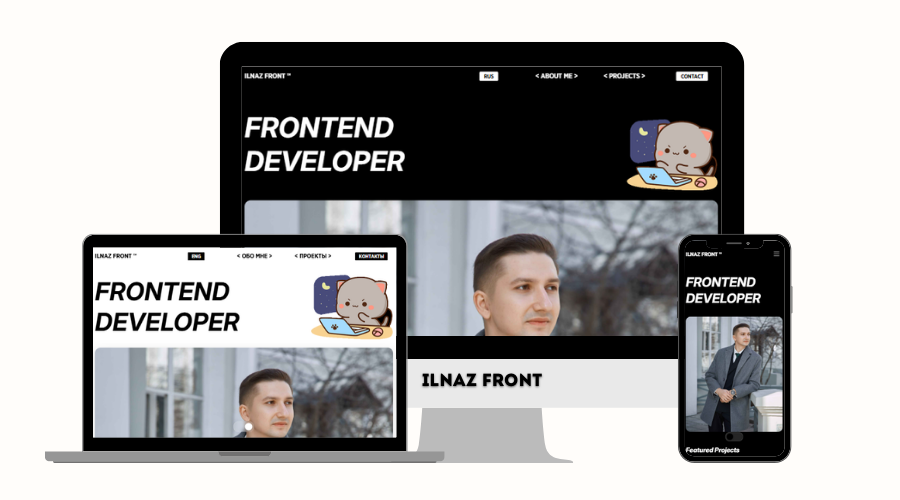 ILNAZ FRONT ™
RUS
< ABOUT ME >
< PROJECTS >
CONTACT
FRONTEND
DEVELOPER
ILNAZ FRONT ™
ENG
< ОБО МНЕ >
< ПРОЕКТЫ >
КОНТАКТЫ
FRONTEND
DEVELOPER
ILNAZ FRONT
ILNAZ FRONT ™
FRONTEND
DEVELOPER
Featured Projects